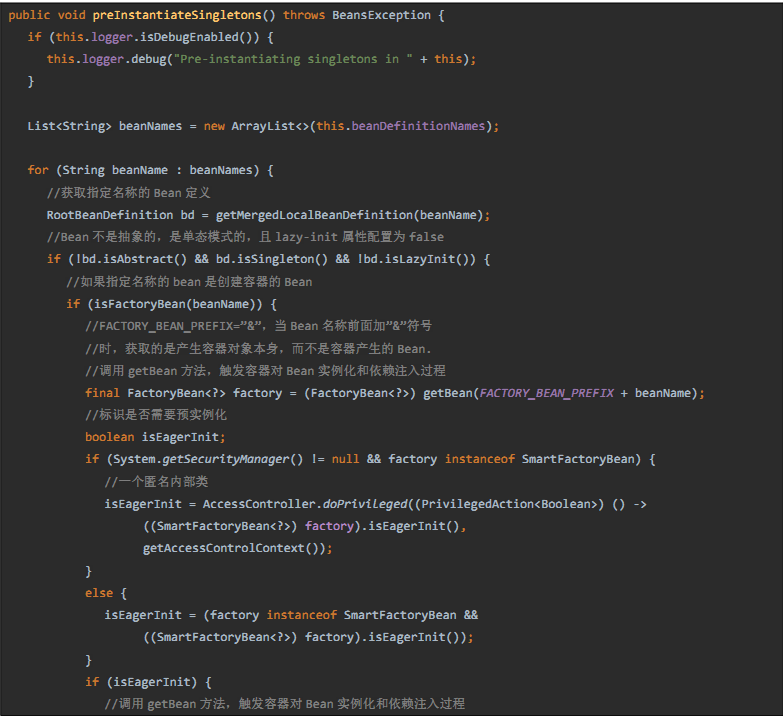 public void preInstantiateSingletons() throws BeansException {
if (this.logger.isDebugEnabled()) {
this.logger.debug("Pre-instantiating singletons in " + this);
}
List<String> beanNames = new ArrayList<>(this.beanDefinitionNames);
for (String beanName : beanNames) {
//获取指定名称的 Bean 定义
RootBeanDefinition bd = getMergedLocalBeanDefinition(beanName);
//Bean 不是抽象的，是单态模式的，且 lazy-init 属性配置为 false
if (!bd.isAbstract() && bd.isSingleton() && !bd.isLazyInit()) {
//如果指定名称的 bean 是创建容器的 Bean
if (isFactoryBean(beanName)) {
//FACTORY_BEAN_PREFIX=”&”，当 Bean 名称前面加”&”符号
//时，获取的是产生容器对象本身，而不是容器产生的 Bean.
//调用 getBean 方法，触发容器对 Bean 实例化和依赖注入过程
final FactoryBean<?> factory = (FactoryBean<?>) getBean(FACTORY_BEAN_PREFIX + beanName);
//标识是否需要预实例化
boolean isEagerInit;
if (System.getSecurityManager() != null && factory instanceof SmartFactoryBean) {
//一个匿名内部类
isEagerInit = AccessController.doPrivileged((PrivilegedAction<Boolean>) () ->
((SmartFactoryBean<?>) factory).isEagerInit(),
getAccessControlContext());
}
else {
isEagerInit = (factory instanceof SmartFactoryBean &&
((SmartFactoryBean<?>) factory).isEagerInit());
}
if (isEagerInit) {
//调用 getBean 方法，触发容器对 Bean 实例化和依赖注入过程